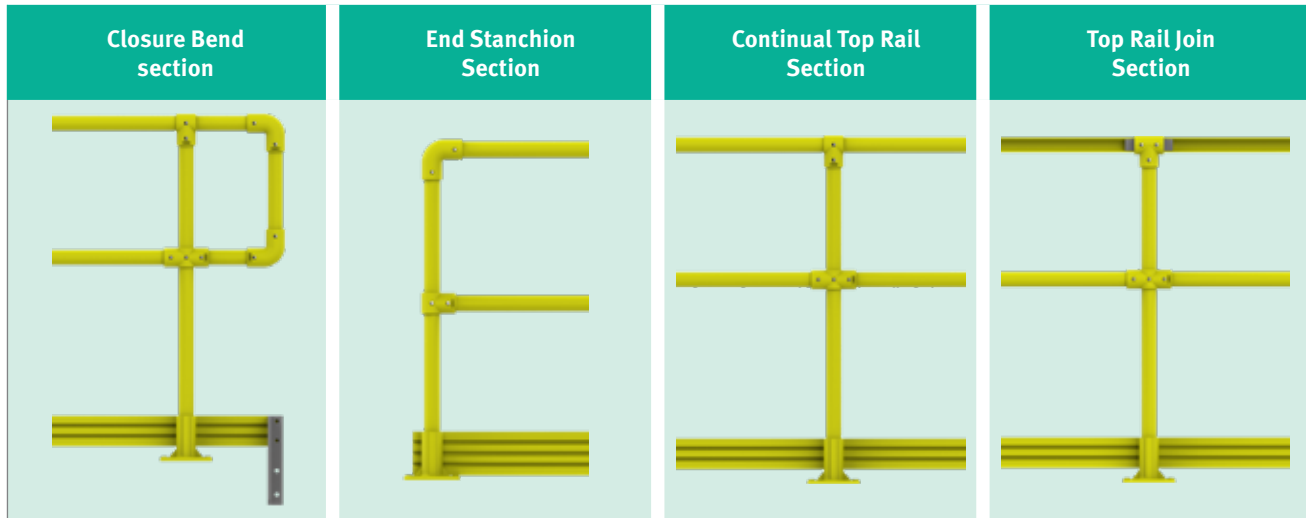 Closure Bend
section
End Stanchion
Section
Continual Top Rail
Section
Top Rail Join
Section